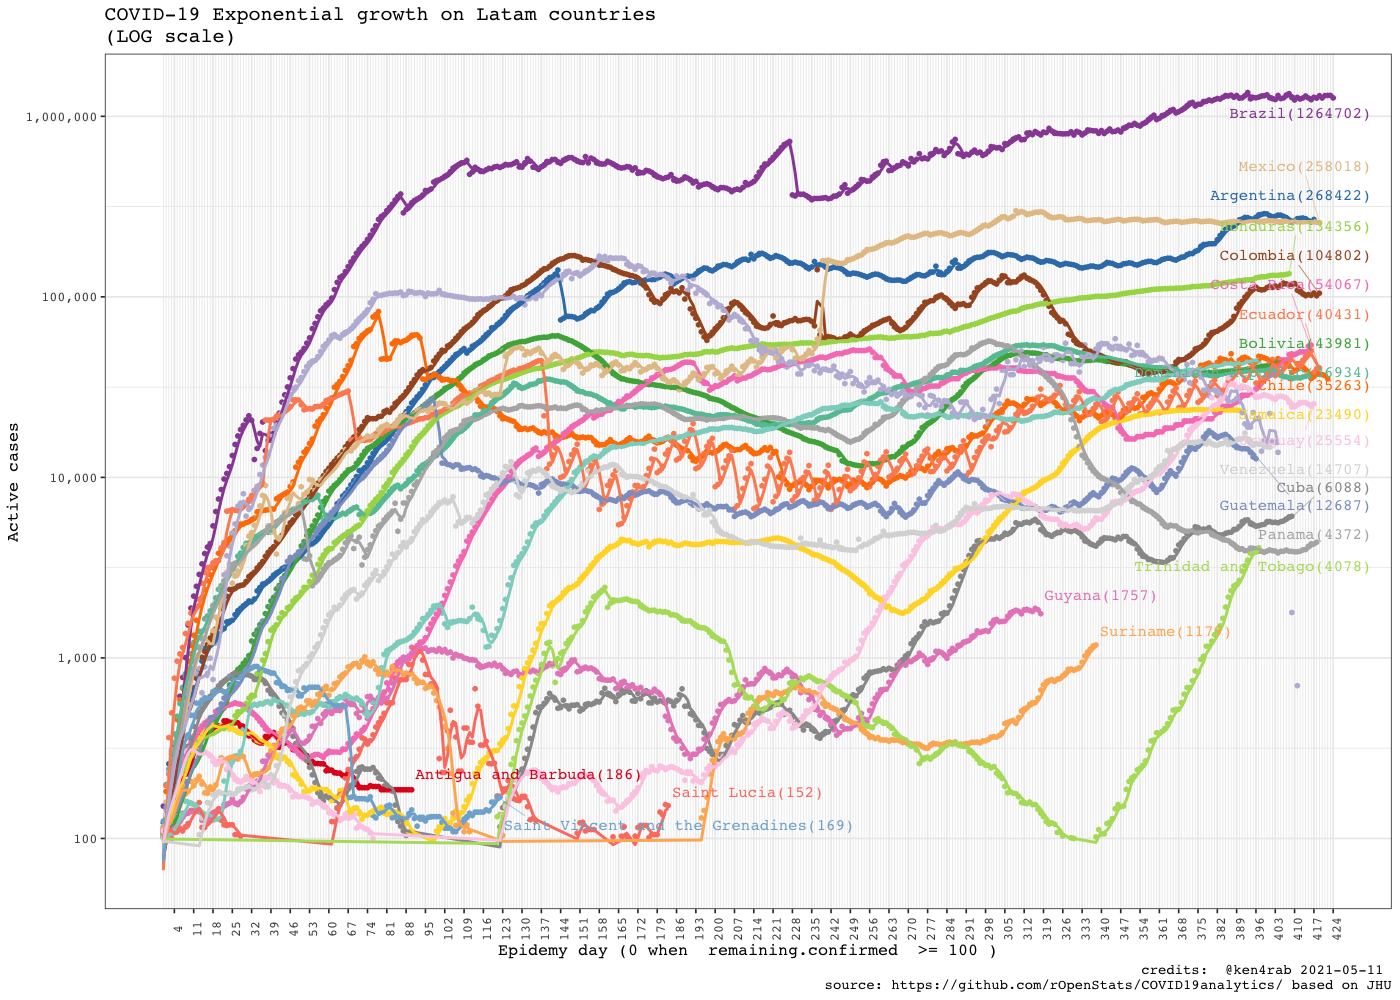 COVID-19 Exponential growth on Latam countries
(LOG scale)
Active cases
1,000,000
100,000
10,000
1,000
100
Brazil(1264702)
Mexico(258018)
Argentina(268422)
Honduras(134356)
Colombia(104802)
Costa Rica(54067)
Ecuador(40431)
Bolivia(43981)
Chile(35263)
Jamaica(23490)
Uruguay(25554)
Venezuela(14707)
Cuba(6088)
Guatemala(12687)
Panama(4372)
Trinidad and Tobago(4078)
Guyana(1757)
Antigua and Barbuda(186)
Saint Lucia(152)
Saint Vincent and the Grenadines(169)
4 11 18 25 32 39 46 53 60 67 74 81 88 95 102 109 116 123 130 137 144 151 158 165 172 179 186 193 200 207 214 221 228 235 242 249 256 263 270 277 284 291 298 305 312 319 326 333 340 347 354 361 368 375 382 389 396 403 410 417 424
Epidemy day (0 when remaining.confirmed >= 100 )
credits: @ken4rab 2021-05-11
source: https://github.com/rOpenStats/COVID19analytics/ based on JHU